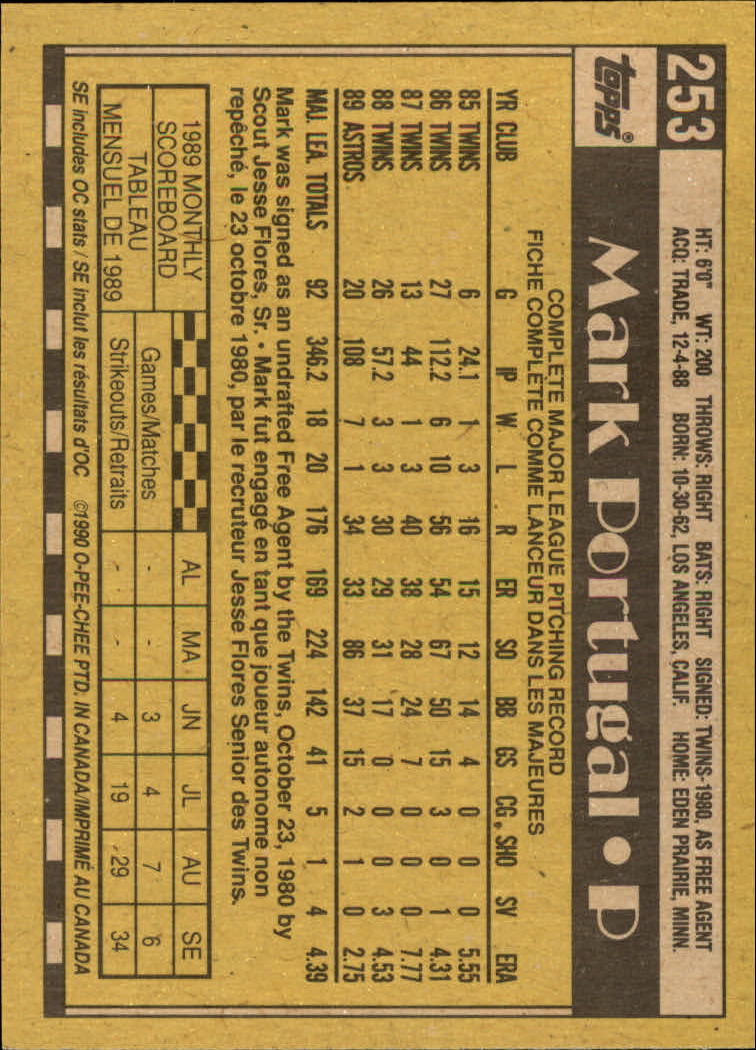 253
topps®
HT: 6'0" WT: 200 THROWS: RIGHT BATS: RIGHT SIGNED: TWINS-1980, AS FREE AGENT
ACQ: TRADE, 12-4-88 BORN: 10-30-62, LOS ANGELES, CALIF. HOME: EDEN PRAIRIE, MINN.
Mark Portugal • P
COMPLETE MAJOR LEAGUE PITCHING RECORD
FICHE COMPLÈTE COMME LANCEUR DANS LES MAJEURES
YR CLUB G IP W L R ER SO BB GS CG SHO SV ERA
85 TWINS 6 24.1 1 3 16 15 12 14 4 0 0 0 5.55
86 TWINS 27 112.2 6 10 56 54 67 50 15 3 0 1 4.31
87 TWINS 13 44 1 3 40 38 28 24 7 0 0 0 7.77
88 TWINS 26 57.2 3 3 30 29 31 17 0 0 0 3 4.53
89 ASTROS 20 108 7 1 34 33 86 37 15 2 1 0 2.75
MAJ. LEA. TOTALS 92 346.2 18 20 176 169 224 142 41 5 1 4 4.39
Mark was signed as an undrafted Free Agent by the Twins, October 23, 1980 by
Scout Jesse Flores, Sr. • Mark fut engagé en tant que joueur autonome non
repêché, le 23 octobre 1980, par le recruteur Jesse Flores Senior des Twins.
1989 MONTHLY
SCOREBOARD
TABLEAU
MENSUEL DE 1989
AL MA JN JL AU SE
Games/Matches - - 3 4 7 6
Strikeouts/Retraits - - 4 19 29 34
SE includes OC stats / SE inclut les résultats d'OC ©1990 O-PEE-CHEE PTD. IN CANADA/IMPRIMÉ AU CANADA